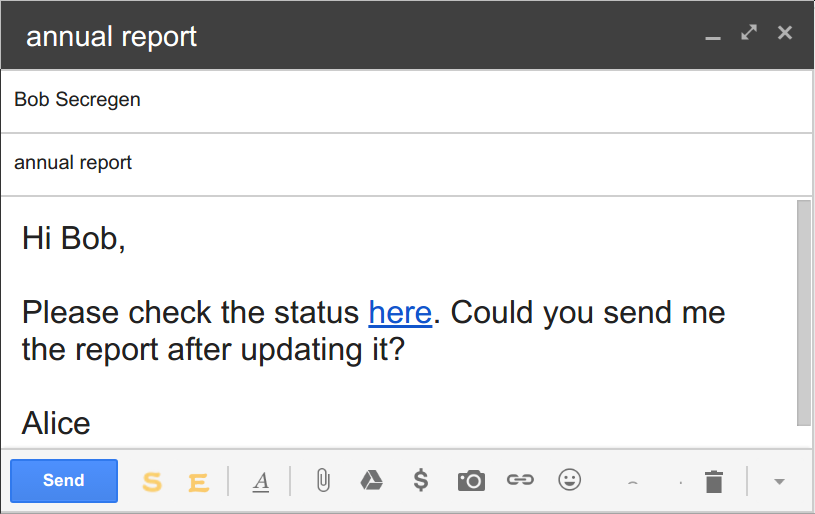 annual report
Bob Secregen
annual report
Hi Bob,
Please check the status here. Could you send me
the report after updating it?
Alice
Send S E A $